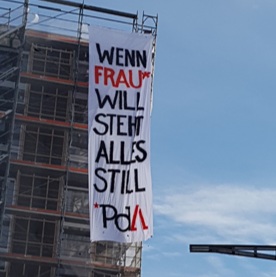 WENN
FRAU*
WILL
STEHT
ALLES
STILL
*PdA